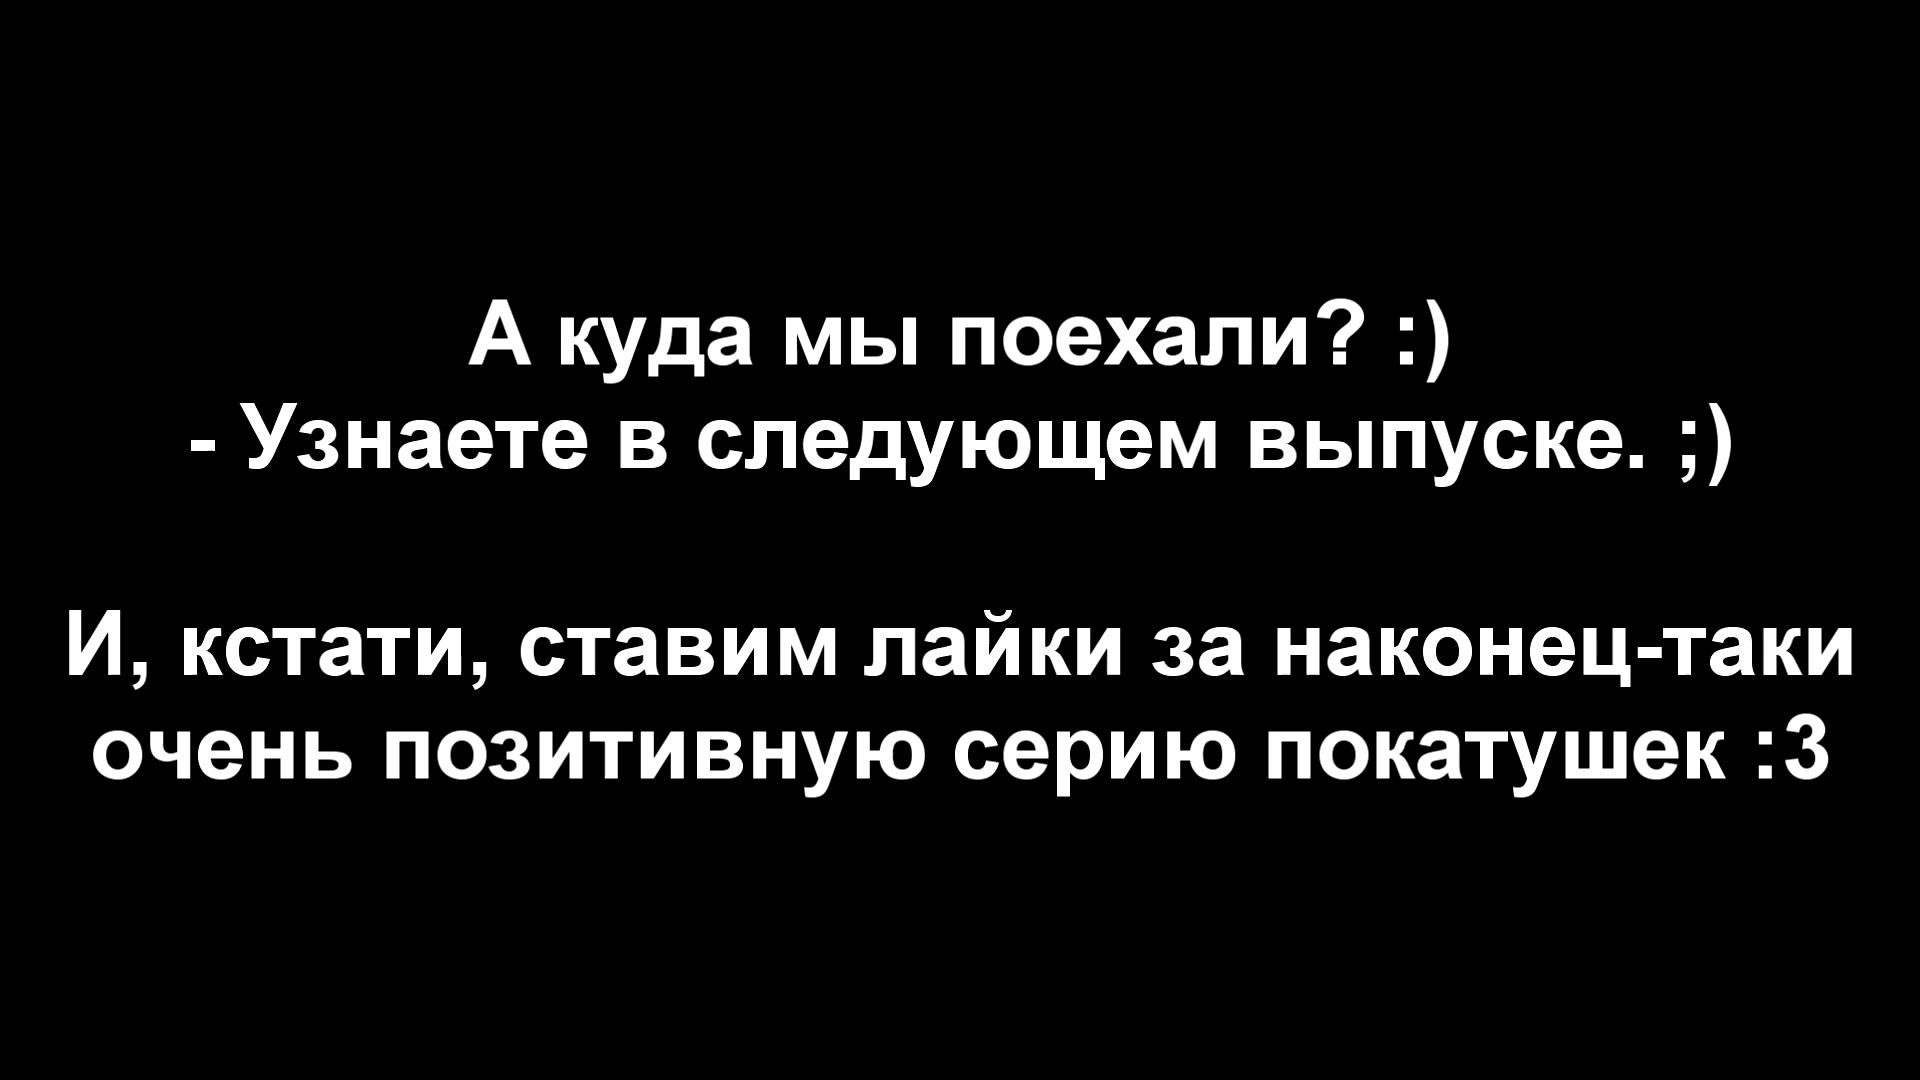 А куда мы поехали? :)
- Узнаете в следующем выпуске. ;)
И, кстати, ставим лайки за наконец-таки
очень позитивную серию покатушек :3